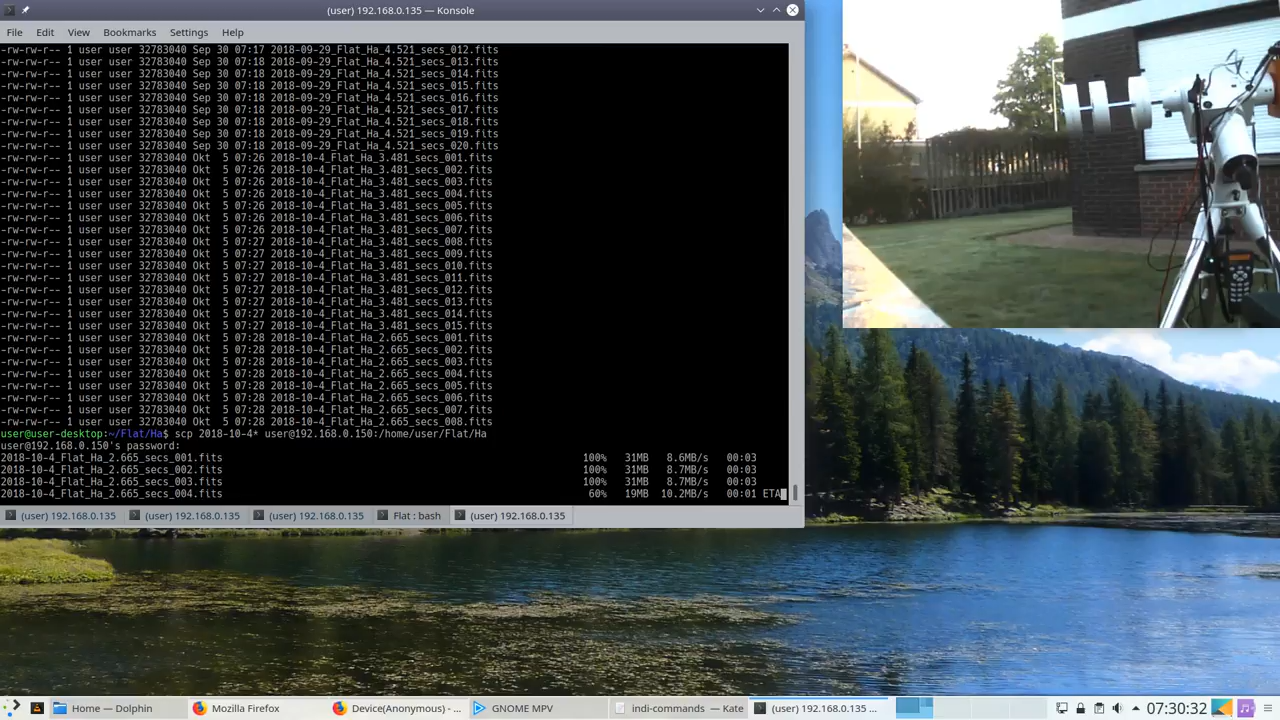 (user) 192.168.0.135 — Konsole
File Edit View Bookmarks Settings Help
-rw-rw-r-- 1 user user 32783040 Sep 30 07:17 2018-09-29_Flat_Ha_4.521_secs_012.fits
-rw-rw-r-- 1 user user 32783040 Sep 30 07:18 2018-09-29_Flat_Ha_4.521_secs_013.fits
-rw-rw-r-- 1 user user 32783040 Sep 30 07:18 2018-09-29_Flat_Ha_4.521_secs_014.fits
-rw-rw-r-- 1 user user 32783040 Sep 30 07:18 2018-09-29_Flat_Ha_4.521_secs_015.fits
-rw-rw-r-- 1 user user 32783040 Sep 30 07:18 2018-09-29_Flat_Ha_4.521_secs_016.fits
-rw-rw-r-- 1 user user 32783040 Sep 30 07:18 2018-09-29_Flat_Ha_4.521_secs_017.fits
-rw-rw-r-- 1 user user 32783040 Sep 30 07:18 2018-09-29_Flat_Ha_4.521_secs_018.fits
-rw-rw-r-- 1 user user 32783040 Sep 30 07:18 2018-09-29_Flat_Ha_4.521_secs_019.fits
-rw-rw-r-- 1 user user 32783040 Sep 30 07:18 2018-09-29_Flat_Ha_4.521_secs_020.fits
-rw-rw-r-- 1 user user 32783040 Okt  5 07:26 2018-10-4_Flat_Ha_3.481_secs_001.fits
-rw-rw-r-- 1 user user 32783040 Okt  5 07:26 2018-10-4_Flat_Ha_3.481_secs_002.fits
-rw-rw-r-- 1 user user 32783040 Okt  5 07:26 2018-10-4_Flat_Ha_3.481_secs_003.fits
-rw-rw-r-- 1 user user 32783040 Okt  5 07:26 2018-10-4_Flat_Ha_3.481_secs_004.fits
-rw-rw-r-- 1 user user 32783040 Okt  5 07:26 2018-10-4_Flat_Ha_3.481_secs_005.fits
-rw-rw-r-- 1 user user 32783040 Okt  5 07:26 2018-10-4_Flat_Ha_3.481_secs_006.fits
-rw-rw-r-- 1 user user 32783040 Okt  5 07:26 2018-10-4_Flat_Ha_3.481_secs_007.fits
-rw-rw-r-- 1 user user 32783040 Okt  5 07:27 2018-10-4_Flat_Ha_3.481_secs_008.fits
-rw-rw-r-- 1 user user 32783040 Okt  5 07:27 2018-10-4_Flat_Ha_3.481_secs_009.fits
-rw-rw-r-- 1 user user 32783040 Okt  5 07:27 2018-10-4_Flat_Ha_3.481_secs_010.fits
-rw-rw-r-- 1 user user 32783040 Okt  5 07:27 2018-10-4_Flat_Ha_3.481_secs_011.fits
-rw-rw-r-- 1 user user 32783040 Okt  5 07:27 2018-10-4_Flat_Ha_3.481_secs_012.fits
-rw-rw-r-- 1 user user 32783040 Okt  5 07:27 2018-10-4_Flat_Ha_3.481_secs_013.fits
-rw-rw-r-- 1 user user 32783040 Okt  5 07:27 2018-10-4_Flat_Ha_3.481_secs_014.fits
-rw-rw-r-- 1 user user 32783040 Okt  5 07:27 2018-10-4_Flat_Ha_3.481_secs_015.fits
-rw-rw-r-- 1 user user 32783040 Okt  5 07:28 2018-10-4_Flat_Ha_2.665_secs_001.fits
-rw-rw-r-- 1 user user 32783040 Okt  5 07:28 2018-10-4_Flat_Ha_2.665_secs_002.fits
-rw-rw-r-- 1 user user 32783040 Okt  5 07:28 2018-10-4_Flat_Ha_2.665_secs_003.fits
-rw-rw-r-- 1 user user 32783040 Okt  5 07:28 2018-10-4_Flat_Ha_2.665_secs_004.fits
-rw-rw-r-- 1 user user 32783040 Okt  5 07:28 2018-10-4_Flat_Ha_2.665_secs_005.fits
-rw-rw-r-- 1 user user 32783040 Okt  5 07:28 2018-10-4_Flat_Ha_2.665_secs_006.fits
-rw-rw-r-- 1 user user 32783040 Okt  5 07:28 2018-10-4_Flat_Ha_2.665_secs_007.fits
-rw-rw-r-- 1 user user 32783040 Okt  5 07:28 2018-10-4_Flat_Ha_2.665_secs_008.fits
user@user-desktop:~/Flat/Ha$ scp 2018-10-4* user@192.168.0.150:/home/user/Flat/Ha
user@192.168.0.150's password:
2018-10-4_Flat_Ha_2.665_secs_001.fits 100% 31MB 8.6MB/s 00:03
2018-10-4_Flat_Ha_2.665_secs_002.fits 100% 31MB 8.7MB/s 00:03
2018-10-4_Flat_Ha_2.665_secs_003.fits 100% 31MB 8.7MB/s 00:03
2018-10-4_Flat_Ha_2.665_secs_004.fits 60% 19MB 10.2MB/s 00:01 ETA
(user) 192.168.0.135 (user) 192.168.0.135 (user) 192.168.0.135 Flat : bash (user) 192.168.0.135
Home — Dolphin Mozilla Firefox Device(Anonymous) - ... GNOME MPV indi-commands — Kate (user) 192.168.0.135 ... 07:30:32